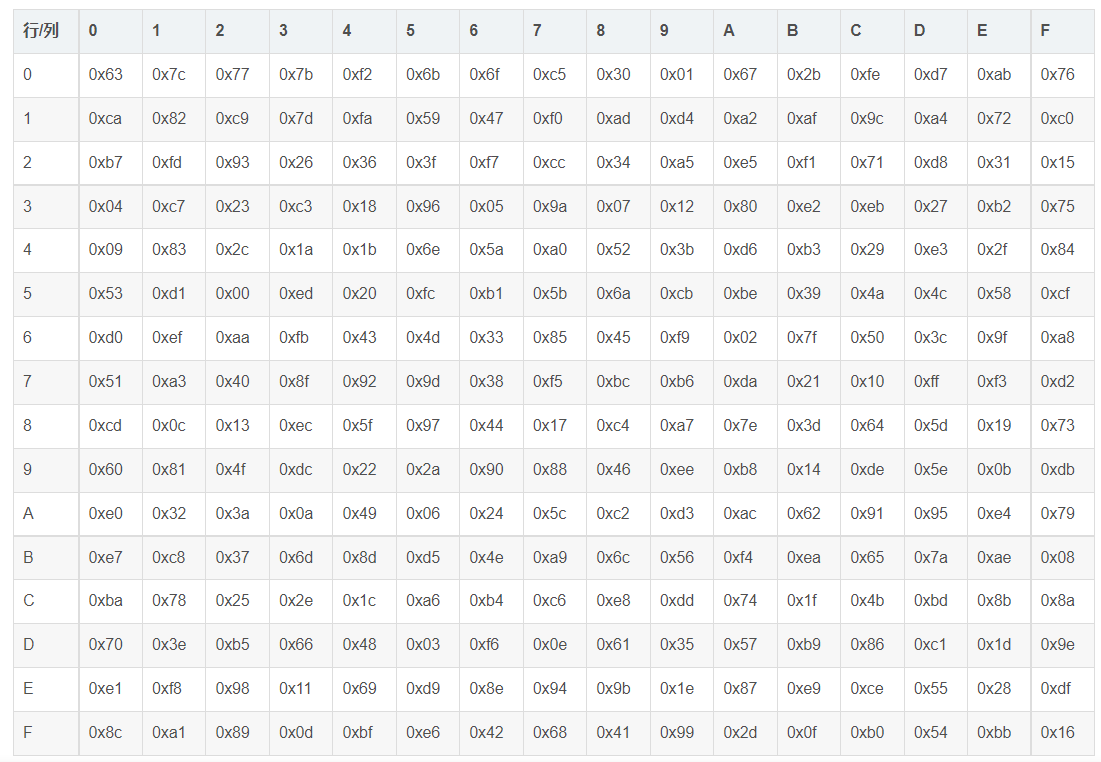 行/列 0 1 2 3 4 5 6 7 8 9 A B C D E F
0 0x63 0x7c 0x77 0x7b 0xf2 0x6b 0x6f 0xc5 0x30 0x01 0x67 0x2b 0xfe 0xd7 0xab 0x76
1 0xca 0x82 0xc9 0x7d 0xfa 0x59 0x47 0xf0 0xad 0xd4 0xa2 0xaf 0x9c 0xa4 0x72 0xc0
2 0xb7 0xfd 0x93 0x26 0x36 0x3f 0xf7 0xcc 0x34 0xa5 0xe5 0xf1 0x71 0xd8 0x31 0x15
3 0x04 0xc7 0x23 0xc3 0x18 0x96 0x05 0x9a 0x07 0x12 0x80 0xe2 0xeb 0x27 0xb2 0x75
4 0x09 0x83 0x2c 0x1a 0x1b 0x6e 0x5a 0xa0 0x52 0x3b 0xd6 0xb3 0x29 0xe3 0x2f 0x84
5 0x53 0xd1 0x00 0xed 0x20 0xfc 0xb1 0x5b 0x6a 0xcb 0xbe 0x39 0x4a 0x4c 0x58 0xcf
6 0xd0 0xef 0xaa 0xfb 0x43 0x4d 0x33 0x85 0x45 0xf9 0x02 0x7f 0x50 0x3c 0x9f 0xa8
7 0x51 0xa3 0x40 0x8f 0x92 0x9d 0x38 0xf5 0xbc 0xb6 0xda 0x21 0x10 0xff 0xf3 0xd2
8 0xcd 0x0c 0x13 0xec 0x5f 0x97 0x44 0x17 0xc4 0xa7 0x7e 0x3d 0x64 0x5d 0x19 0x73
9 0x60 0x81 0x4f 0xdc 0x22 0x2a 0x90 0x88 0x46 0xee 0xb8 0x14 0xde 0x5e 0x0b 0xdb
A 0xe0 0x32 0x3a 0x0a 0x49 0x06 0x24 0x5c 0xc2 0xd3 0xac 0x62 0x91 0x95 0xe4 0x79
B 0xe7 0xc8 0x37 0x6d 0x8d 0xd5 0x4e 0xa9 0x6c 0x56 0xf4 0xea 0x65 0x7a 0xae 0x08
C 0xba 0x78 0x25 0x2e 0x1c 0xa6 0xb4 0xc6 0xe8 0xdd 0x74 0x1f 0x4b 0xbd 0x8b 0x8a
D 0x70 0x3e 0xb5 0x66 0x48 0x03 0xf6 0x0e 0x61 0x35 0x57 0xb9 0x86 0xc1 0x1d 0x9e
E 0xe1 0xf8 0x98 0x11 0x69 0xd9 0x8e 0x94 0x9b 0x1e 0x87 0xe9 0xce 0x55 0x28 0xdf
F 0x8c 0xa1 0x89 0x0d 0xbf 0xe6 0x42 0x68 0x41 0x99 0x2d 0x0f 0xb0 0x54 0xbb 0x16